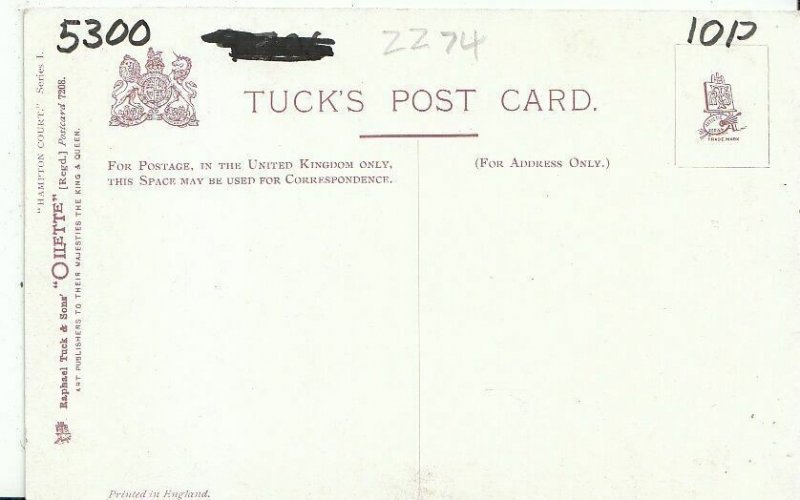 5300
2274
10P
TUCK'S POST CARD.
FOR POSTAGE, IN THE UNITED KINGDOM ONLY,
THIS SPACE MAY BE USED FOR CORRESPONDENCE.
(FOR ADDRESS ONLY.)
TRADE MARK
"HAMPTON COURT." Series I.
Raphael Tuck & Sons' "OILETTE" [Regd.] Postcard 7208.
ART PUBLISHERS TO THEIR MAJESTIES THE KING & QUEEN.
Printed in England.